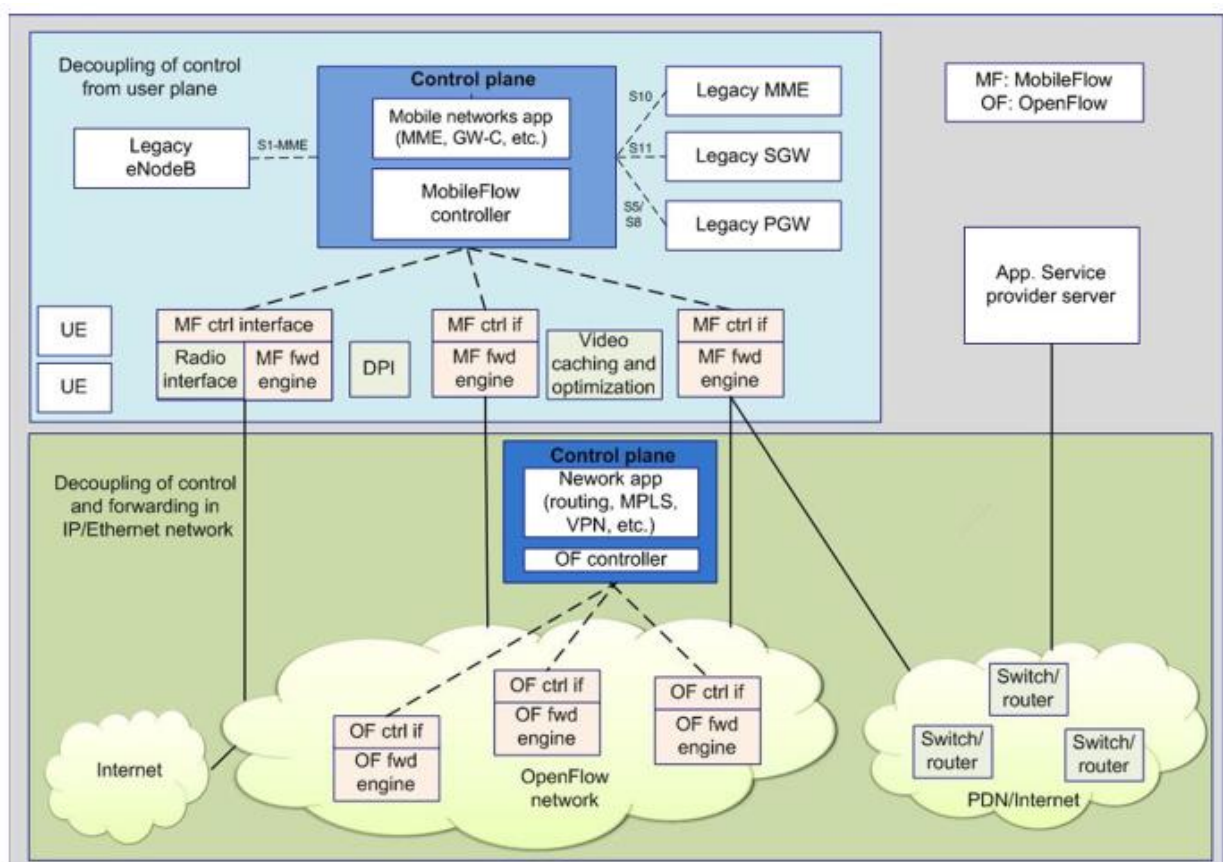 Decoupling of control
from user plane
Control plane
Mobile networks app
(MME, GW-C, etc.)
MobileFlow
controller
Legacy
eNodeB
S1-MME
S10
S11
S5/
S8
Legacy MME
Legacy SGW
Legacy PGW
MF: MobileFlow
OF: OpenFlow
App. Service
provider server
UE
UE
MF ctrl interface
Radio
interface
MF fwd
engine
DPI
MF ctrl if
MF fwd
engine
Video
caching and
optimization
MF ctrl if
MF fwd
engine
Decoupling of control
and forwarding in
IP/Ethernet network
Control plane
Nework app
(routing, MPLS,
VPN, etc.)
OF controller
Internet
OF ctrl if
OF fwd
engine
OF ctrl if
OF fwd
engine
OF ctrl if
OF fwd
engine
OpenFlow
network
Switch/
router
Switch/
router
Switch/
router
PDN/Internet